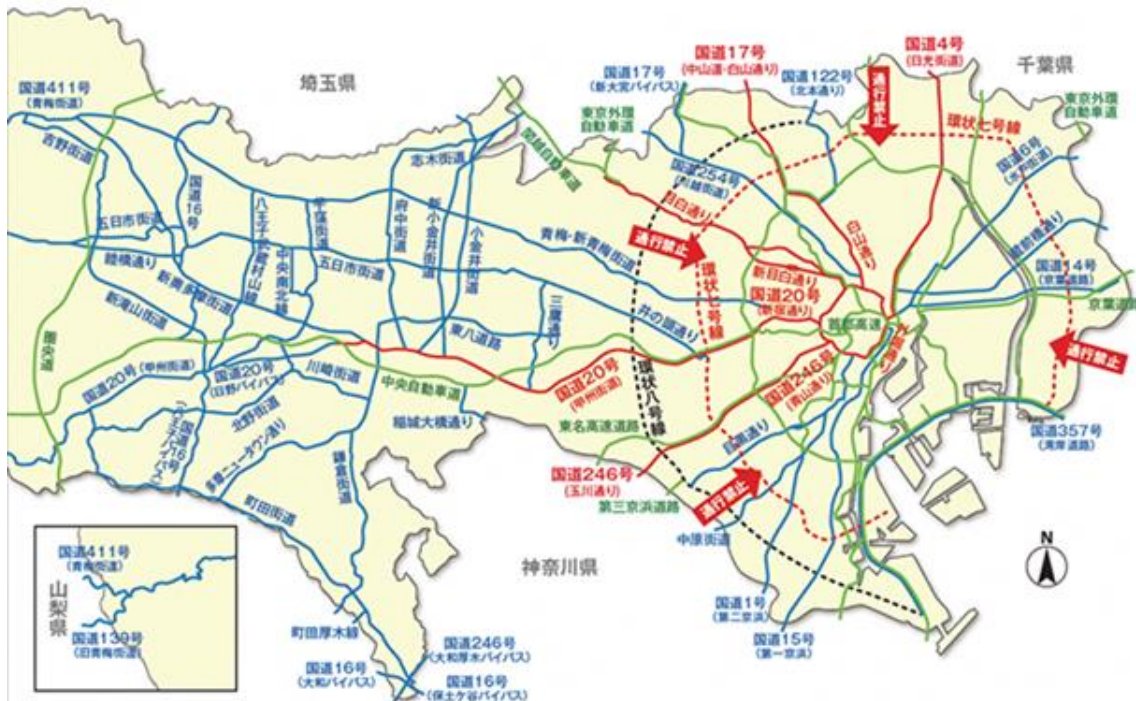 国道411号
(青梅街道)
吉野街道
五日市街道
睦橋通り
新滝山街道
圏央道
国道16号
新奥多摩街道
八王子武蔵村山線
中央南北線
芋窪街道
五日市街道
府中街道
新小金井街道
小金井街道
志木街道
埼玉県
関越自動車道
東京外環
自動車道
国道17号
(新大宮バイパス)
国道17号
(中山道・白山通り)
国道122号
(北本通り)
通行禁止
国道4号
(日光街道)
千葉県
環状七号線
東京外環
自動車道
国道6号
(水戸街道)
国道254号
(川越街道)
目白通り
通行禁止
青梅・新青梅街道
環状七号線
新目白通り
国道20号
(新宿通り)
白山通り
蔵前橋通り
国道14号
(京葉道路)
京葉道路
首都高速
外堀通り
通行禁止
井の頭通り
三鷹通り
東八道路
国道20号
(甲州街道)
国道20号(甲州街道)
国道20号
(日野バイパス)
川崎街道
中央自動車道
北野街道
国道16号
(八王子バイパス)
多摩ニュータウン通り
稲城大橋通り
鎌倉街道
町田街道
東名高速道路
環状八号線
国道246号
(青山通り)
目黒通り
国道246号
(玉川通り)
通行禁止
第三京浜道路
中原街道
国道357号
(湾岸道路)
国道1号
(第二京浜)
国道15号
(第一京浜)
神奈川県
N
国道411号
(青梅街道)
山梨県
国道139号
(旧青梅街道)
町田厚木線
国道246号
(大和厚木バイパス)
国道16号
(大和バイパス)
国道16号
(保土ケ谷バイパス)